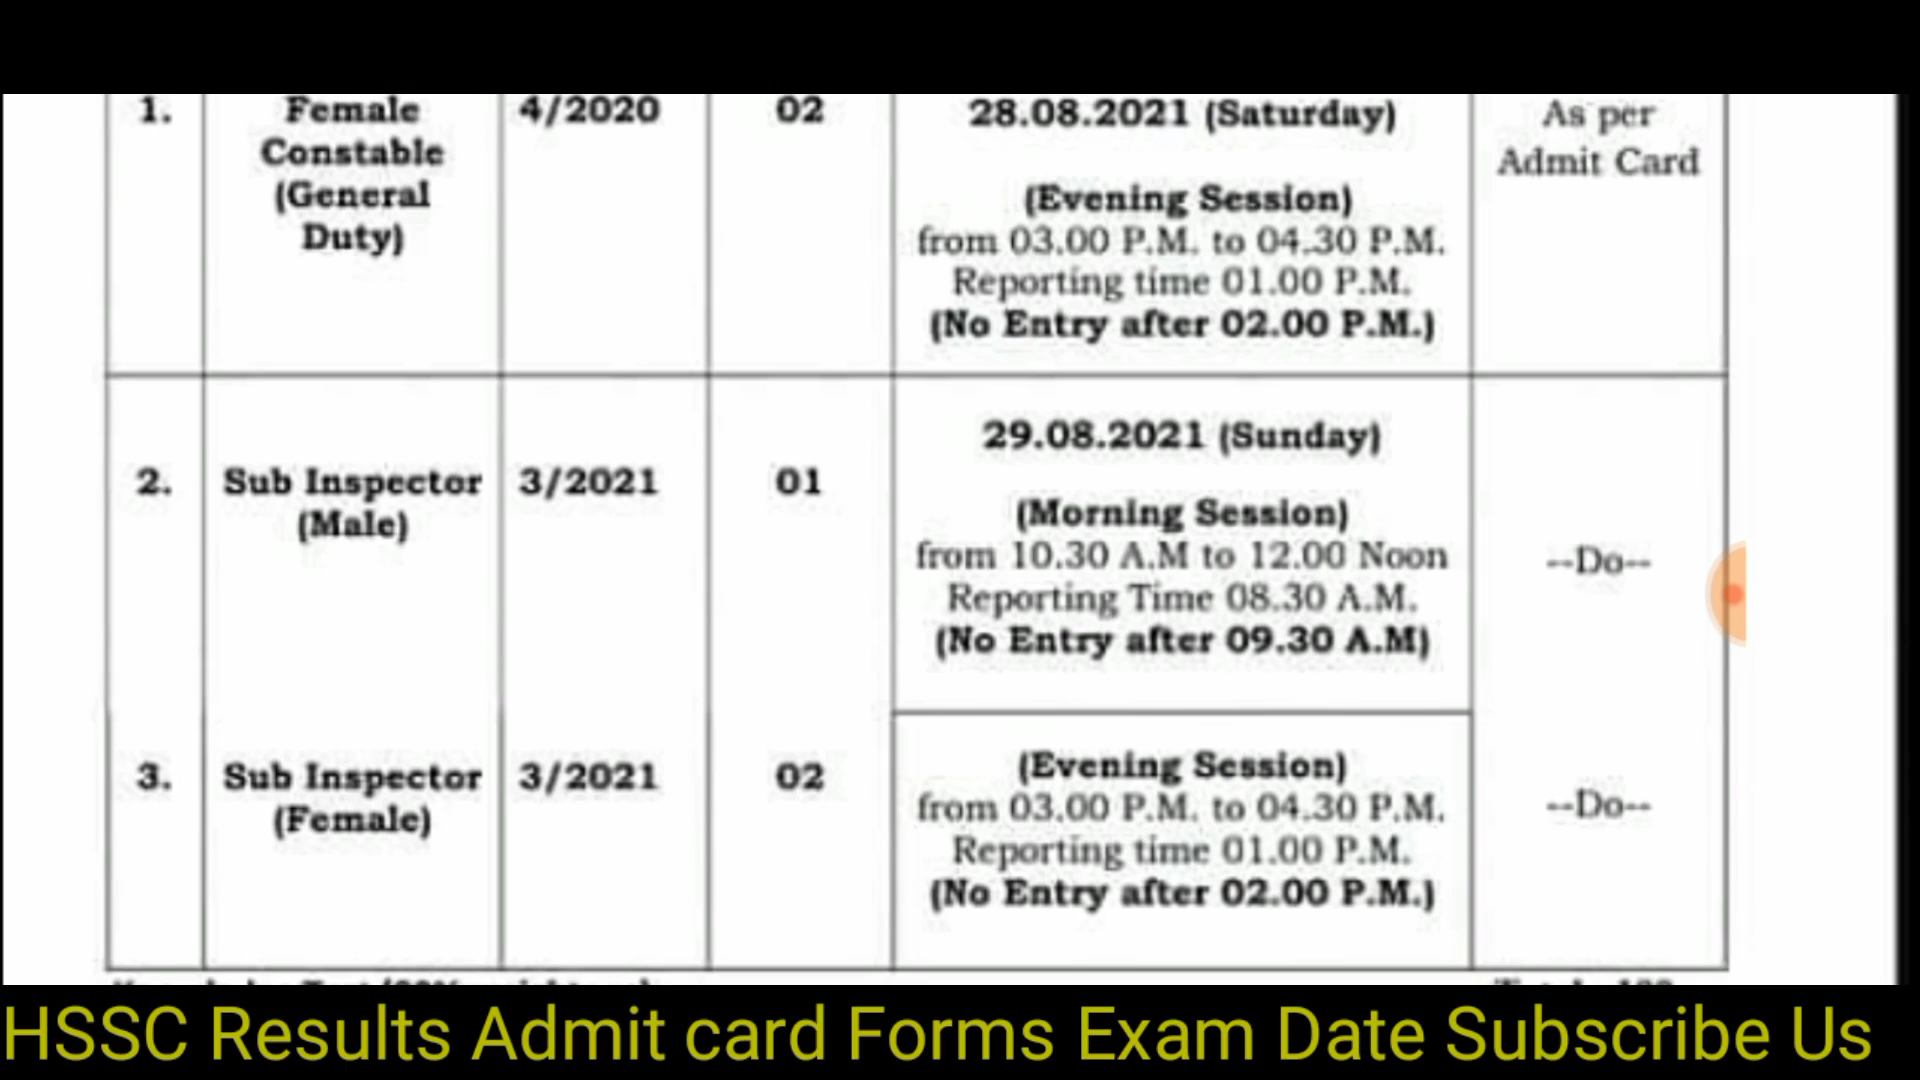 1.
Female
Constable
(General
Duty)
4/2020
02
28.08.2021 (Saturday)
(Evening Session)
from 03.00 P.M. to 04.30 P.M.
Reporting time 01.00 P.M.
(No Entry after 02.00 P.M.)
As per
Admit Card
2.
Sub Inspector
(Male)
3/2021
01
29.08.2021 (Sunday)
(Morning Session)
from 10.30 A.M to 12.00 Noon
Reporting Time 08.30 A.M.
(No Entry after 09.30 A.M)
--Do--
3.
Sub Inspector
(Female)
3/2021
02
(Evening Session)
from 03.00 P.M. to 04.30 P.M.
Reporting time 01.00 P.M.
(No Entry after 02.00 P.M.)
--Do--
HSSC Results Admit card Forms Exam Date Subscribe Us